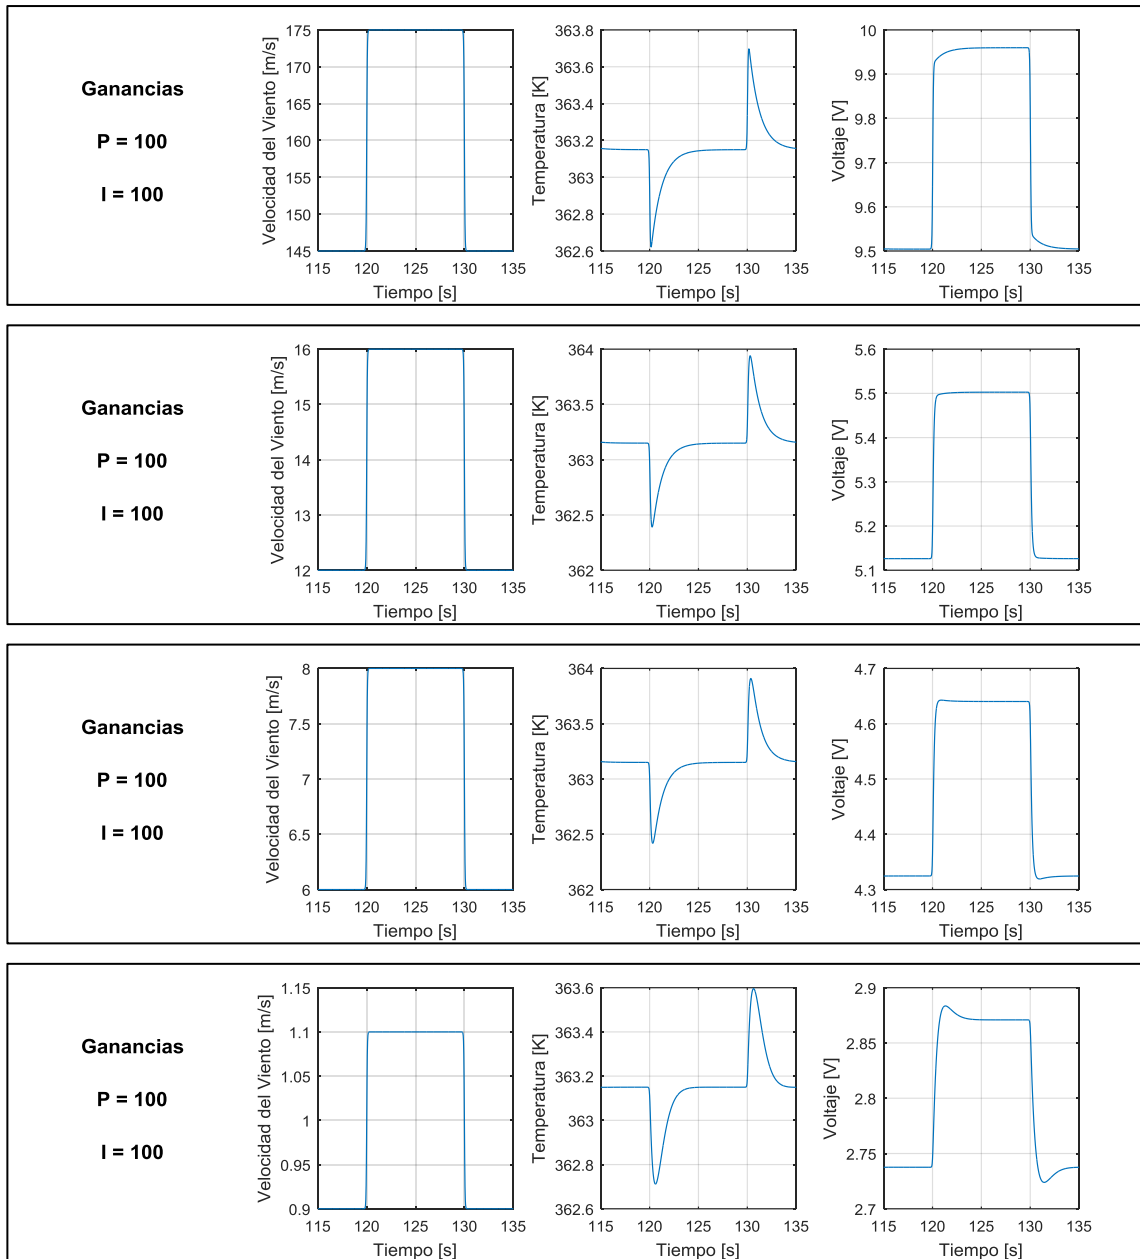 Ganancias
P = 100
I = 100
Velocidad del Viento [m/s]
175
170
165
160
155
150
145
115 120 125 130 135
Tiempo [s]
Temperatura [K]
363.8
363.6
363.4
363.2
363
362.8
362.6
115 120 125 130 135
Tiempo [s]
Voltaje [V]
10
9.9
9.8
9.7
9.6
9.5
115 120 125 130 135
Tiempo [s]
Ganancias
P = 100
I = 100
Velocidad del Viento [m/s]
16
15
14
13
12
115 120 125 130 135
Tiempo [s]
Temperatura [K]
364
363.5
363
362.5
362
115 120 125 130 135
Tiempo [s]
Voltaje [V]
5.6
5.5
5.4
5.3
5.2
5.1
115 120 125 130 135
Tiempo [s]
Ganancias
P = 100
I = 100
Velocidad del Viento [m/s]
8
7.5
7
6.5
6
115 120 125 130 135
Tiempo [s]
Temperatura [K]
364
363.5
363
362.5
362
115 120 125 130 135
Tiempo [s]
Voltaje [V]
4.7
4.6
4.5
4.4
4.3
115 120 125 130 135
Tiempo [s]
Ganancias
P = 100
I = 100
Velocidad del Viento [m/s]
1.15
1.1
1.05
1
0.95
0.9
115 120 125 130 135
Tiempo [s]
Temperatura [K]
363.6
363.4
363.2
363
362.8
362.6
115 120 125 130 135
Tiempo [s]
Voltaje [V]
2.9
2.85
2.8
2.75
2.7
115 120 125 130 135
Tiempo [s]